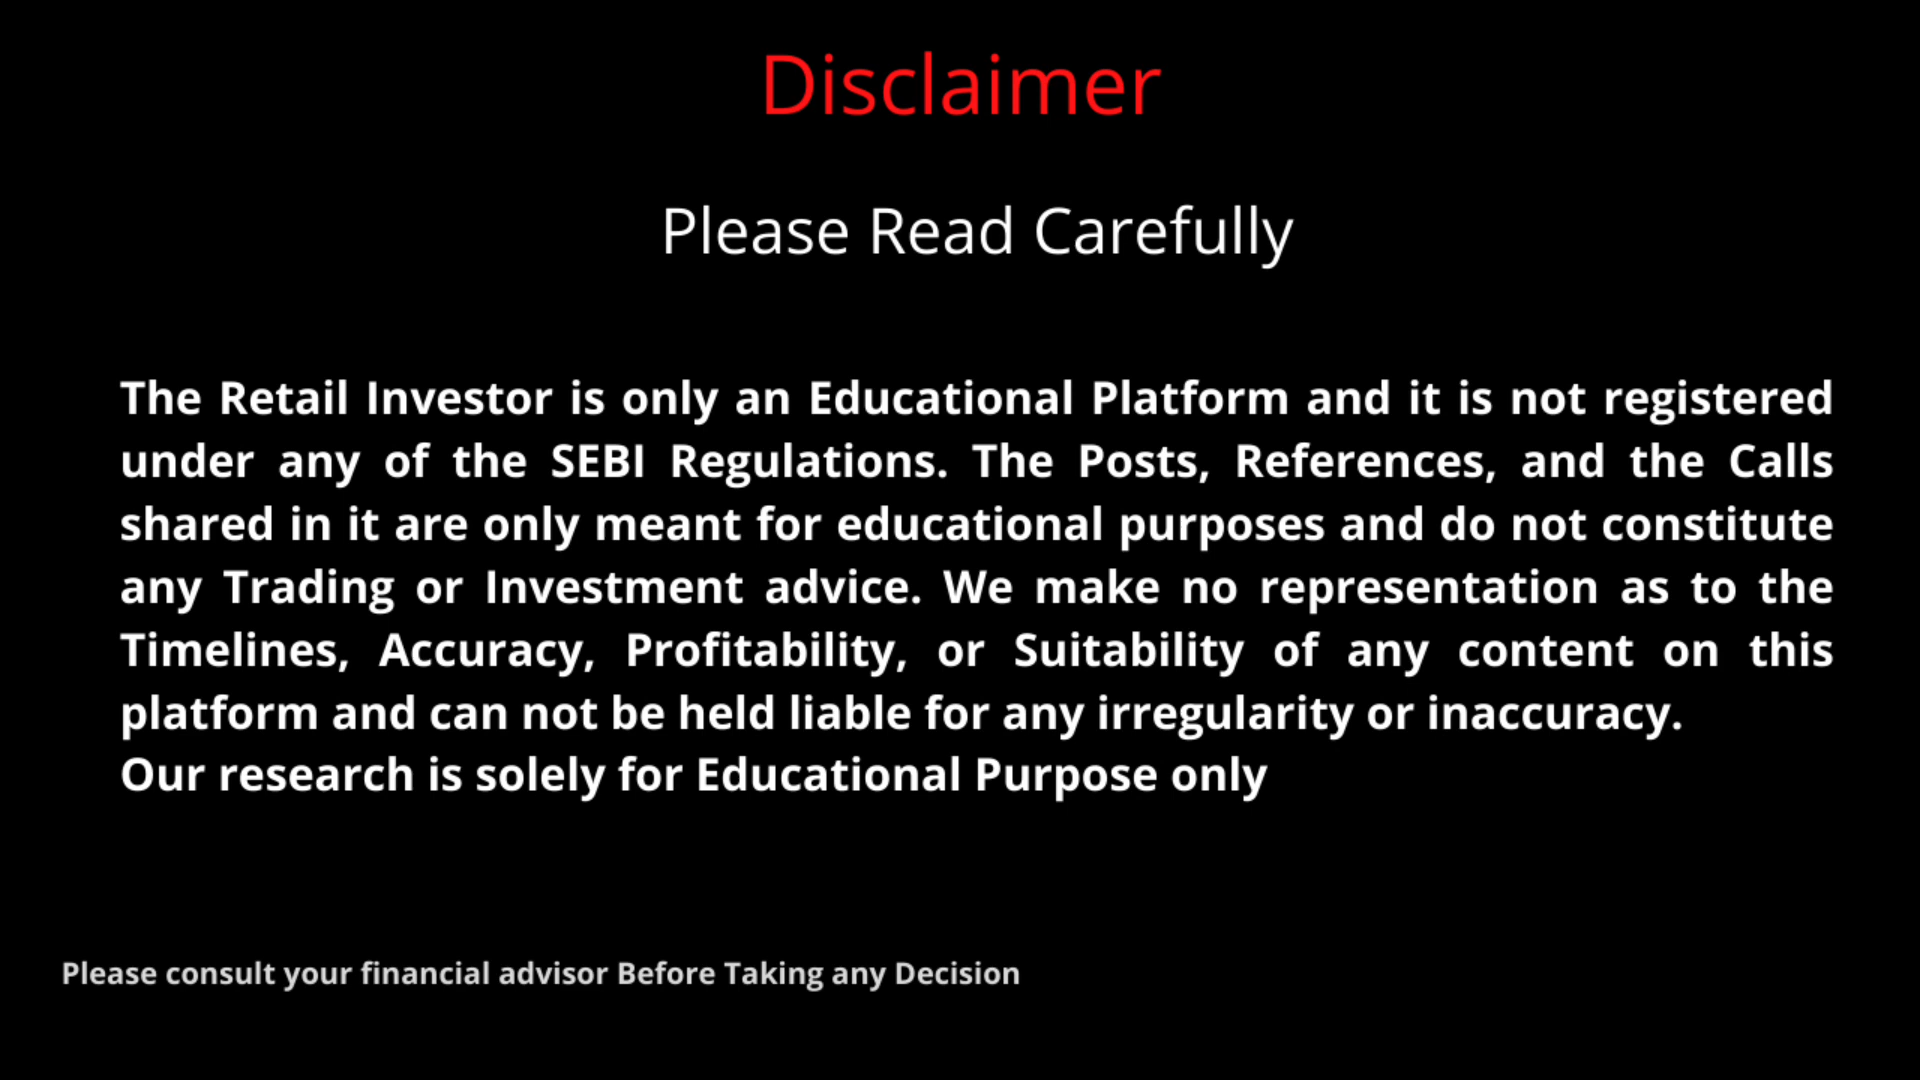 Disclaimer
Please Read Carefully
The Retail Investor is only an Educational Platform and it is not registered
under any of the SEBI Regulations. The Posts, References, and the Calls
shared in it are only meant for educational purposes and do not constitute
any Trading or Investment advice. We make no representation as to the
Timelines, Accuracy, Profitability, or Suitability of any content on this
platform and can not be held liable for any irregularity or inaccuracy.
Our research is solely for Educational Purpose only
Please consult your financial advisor Before Taking any Decision